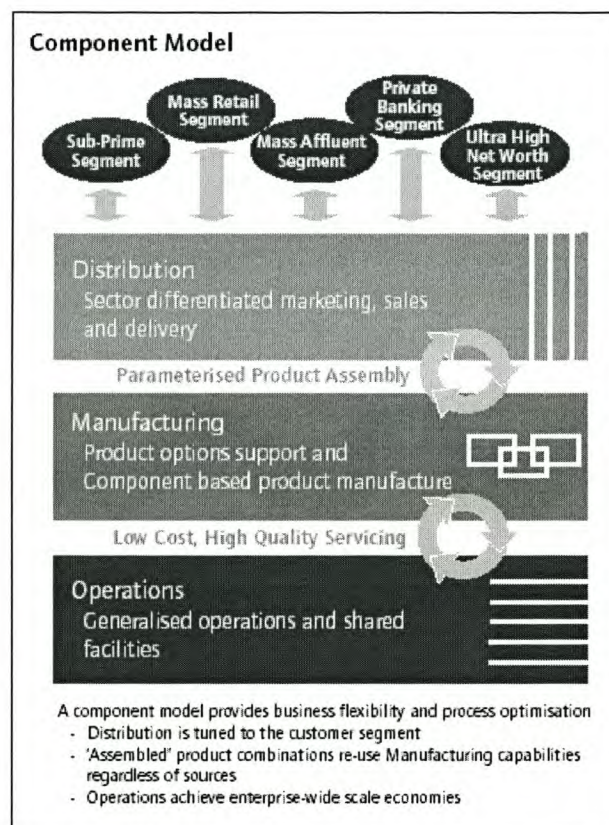 Component Model
Sub-Prime
Segment
Mass Retail
Segment
Mass Affluent
Segment
Private
Banking
Segment
Ultra High
Net Worth
Segment
Distribution
Sector differentiated marketing, sales
and delivery
Parameterised Product Assembly
Manufacturing
Product options support and
Component based product manufacture
Low Cost, High Quality Servicing
Operations
Generalised operations and shared
facilities
A component model provides business flexibility and process optimisation
- Distribution is tuned to the customer segment
- 'Assembled' product combinations re-use Manufacturing capabilities
regardless of sources
- Operations achieve enterprise-wide scale economies